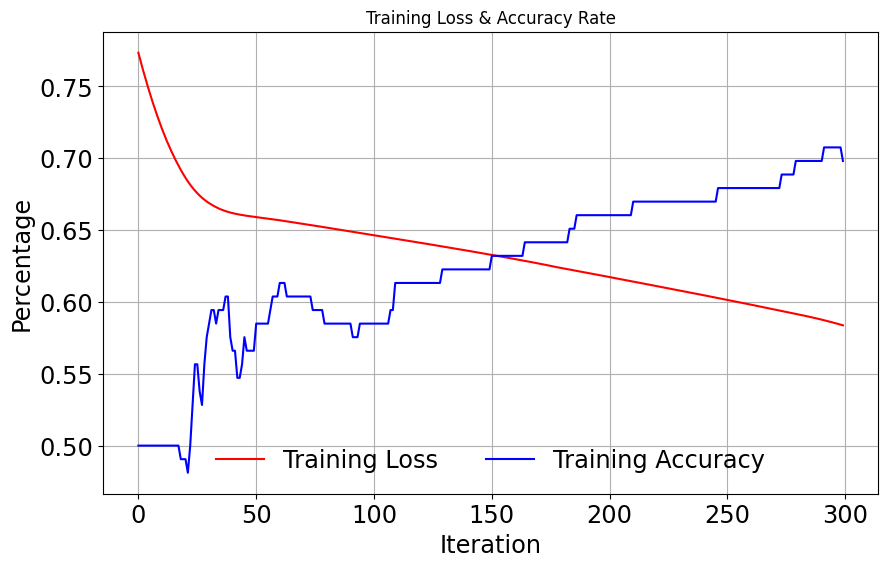 Training Loss & Accuracy Rate
Percentage
0.75
0.70
0.65
0.60
0.55
0.50
Training Loss
Training Accuracy
0 50 100 150 200 250 300
Iteration